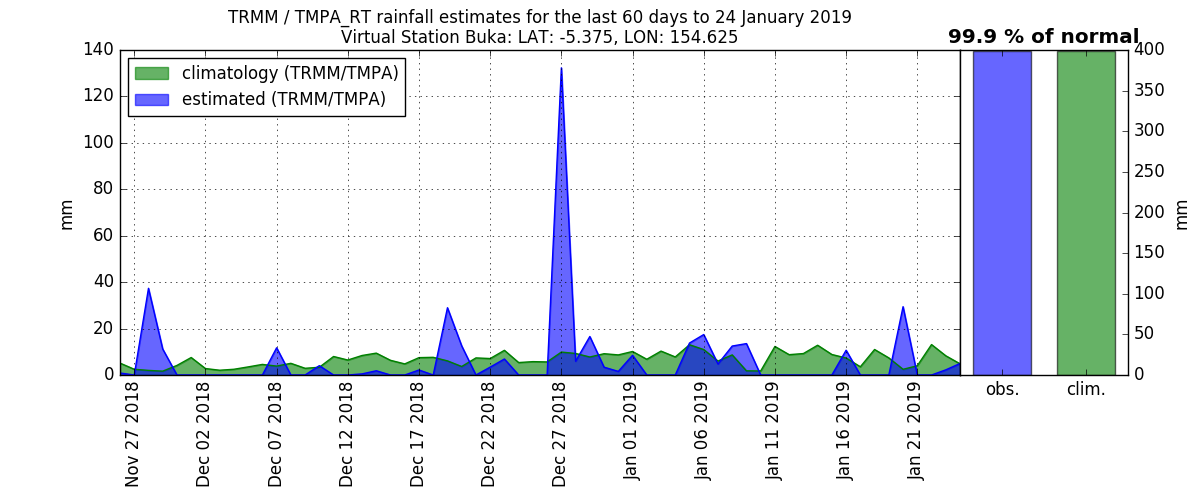 TRMM / TMPA_RT rainfall estimates for the last 60 days to 24 January 2019
Virtual Station Buka: LAT: -5.375, LON: 154.625
99.9 % of normal
climatology (TRMM/TMPA)
estimated (TRMM/TMPA)
140
120
100
80
60
40
20
0
mm
Nov 27 2018
Dec 02 2018
Dec 07 2018
Dec 12 2018
Dec 17 2018
Dec 22 2018
Dec 27 2018
Jan 01 2019
Jan 06 2019
Jan 11 2019
Jan 16 2019
Jan 21 2019
400
350
300
250
200
150
100
50
0
mm
obs.
clim.